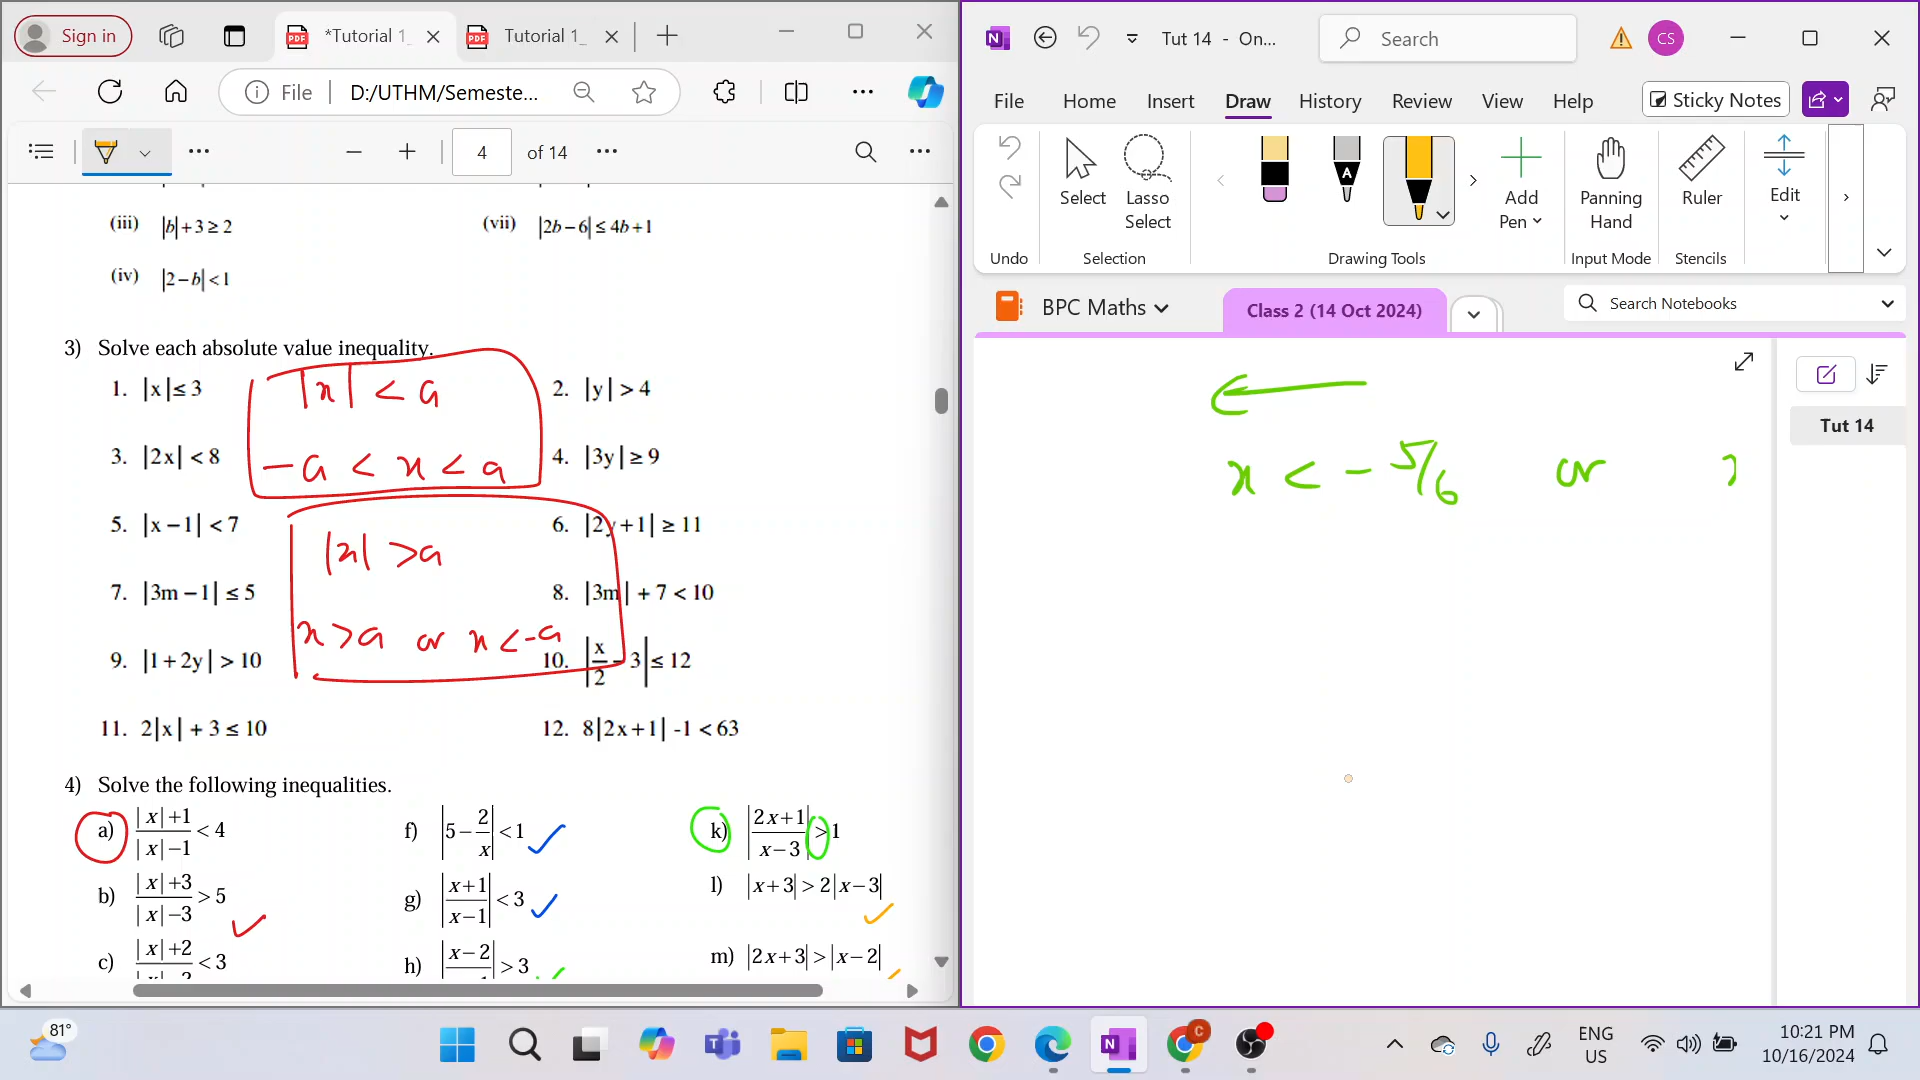 Sign in
*Tutorial 1_
Tutorial 1_
File
D:/UTHM/Semeste...
4 of 14
(iii) |b|+3≥2
(vii) |2b−6|≤4b+1
(iv) |2−b|<1
3) Solve each absolute value inequality.
1. |x|≤ 3
2. |y| > 4
|x| < a
3. |2x| < 8
4. |3y| ≥ 9
-a < x < a
5. |x − 1| < 7
6. |2y + 1| ≥ 11
|x| > a
7. |3m − 1| ≤ 5
8. |3m| + 7 < 10
x > a or x < -a
9. |1 + 2y| > 10
10. |x/2 − 3| ≤ 12
11. 2|x| + 3 ≤ 10
12. 8|2x+1| -1 < 63
4) Solve the following inequalities.
a) |x|+1 / |x|−1 < 4
f) |5 − 2/x| < 1
k) |2x+1 / x−3| > 1
b) |x|+3 / |x|−3 > 5
g) |x+1 / x−1| < 3
l) |x+3| > 2|x−3|
c) |x|+2 < 3
h) |x−2 > 3
m) |2x+3|>|x−2|
Tut 14 - On...
Search
CS
File Home Insert Draw History Review View Help
Sticky Notes
Select
Lasso Select
A
Add Pen
Panning Hand
Ruler
Edit
Undo
Selection
Drawing Tools
Input Mode
Stencils
BPC Maths
Class 2 (14 Oct 2024)
Search Notebooks
Tut 14
x < - 5/6 or
81°
C
ENG
US
10:21 PM
10/16/2024